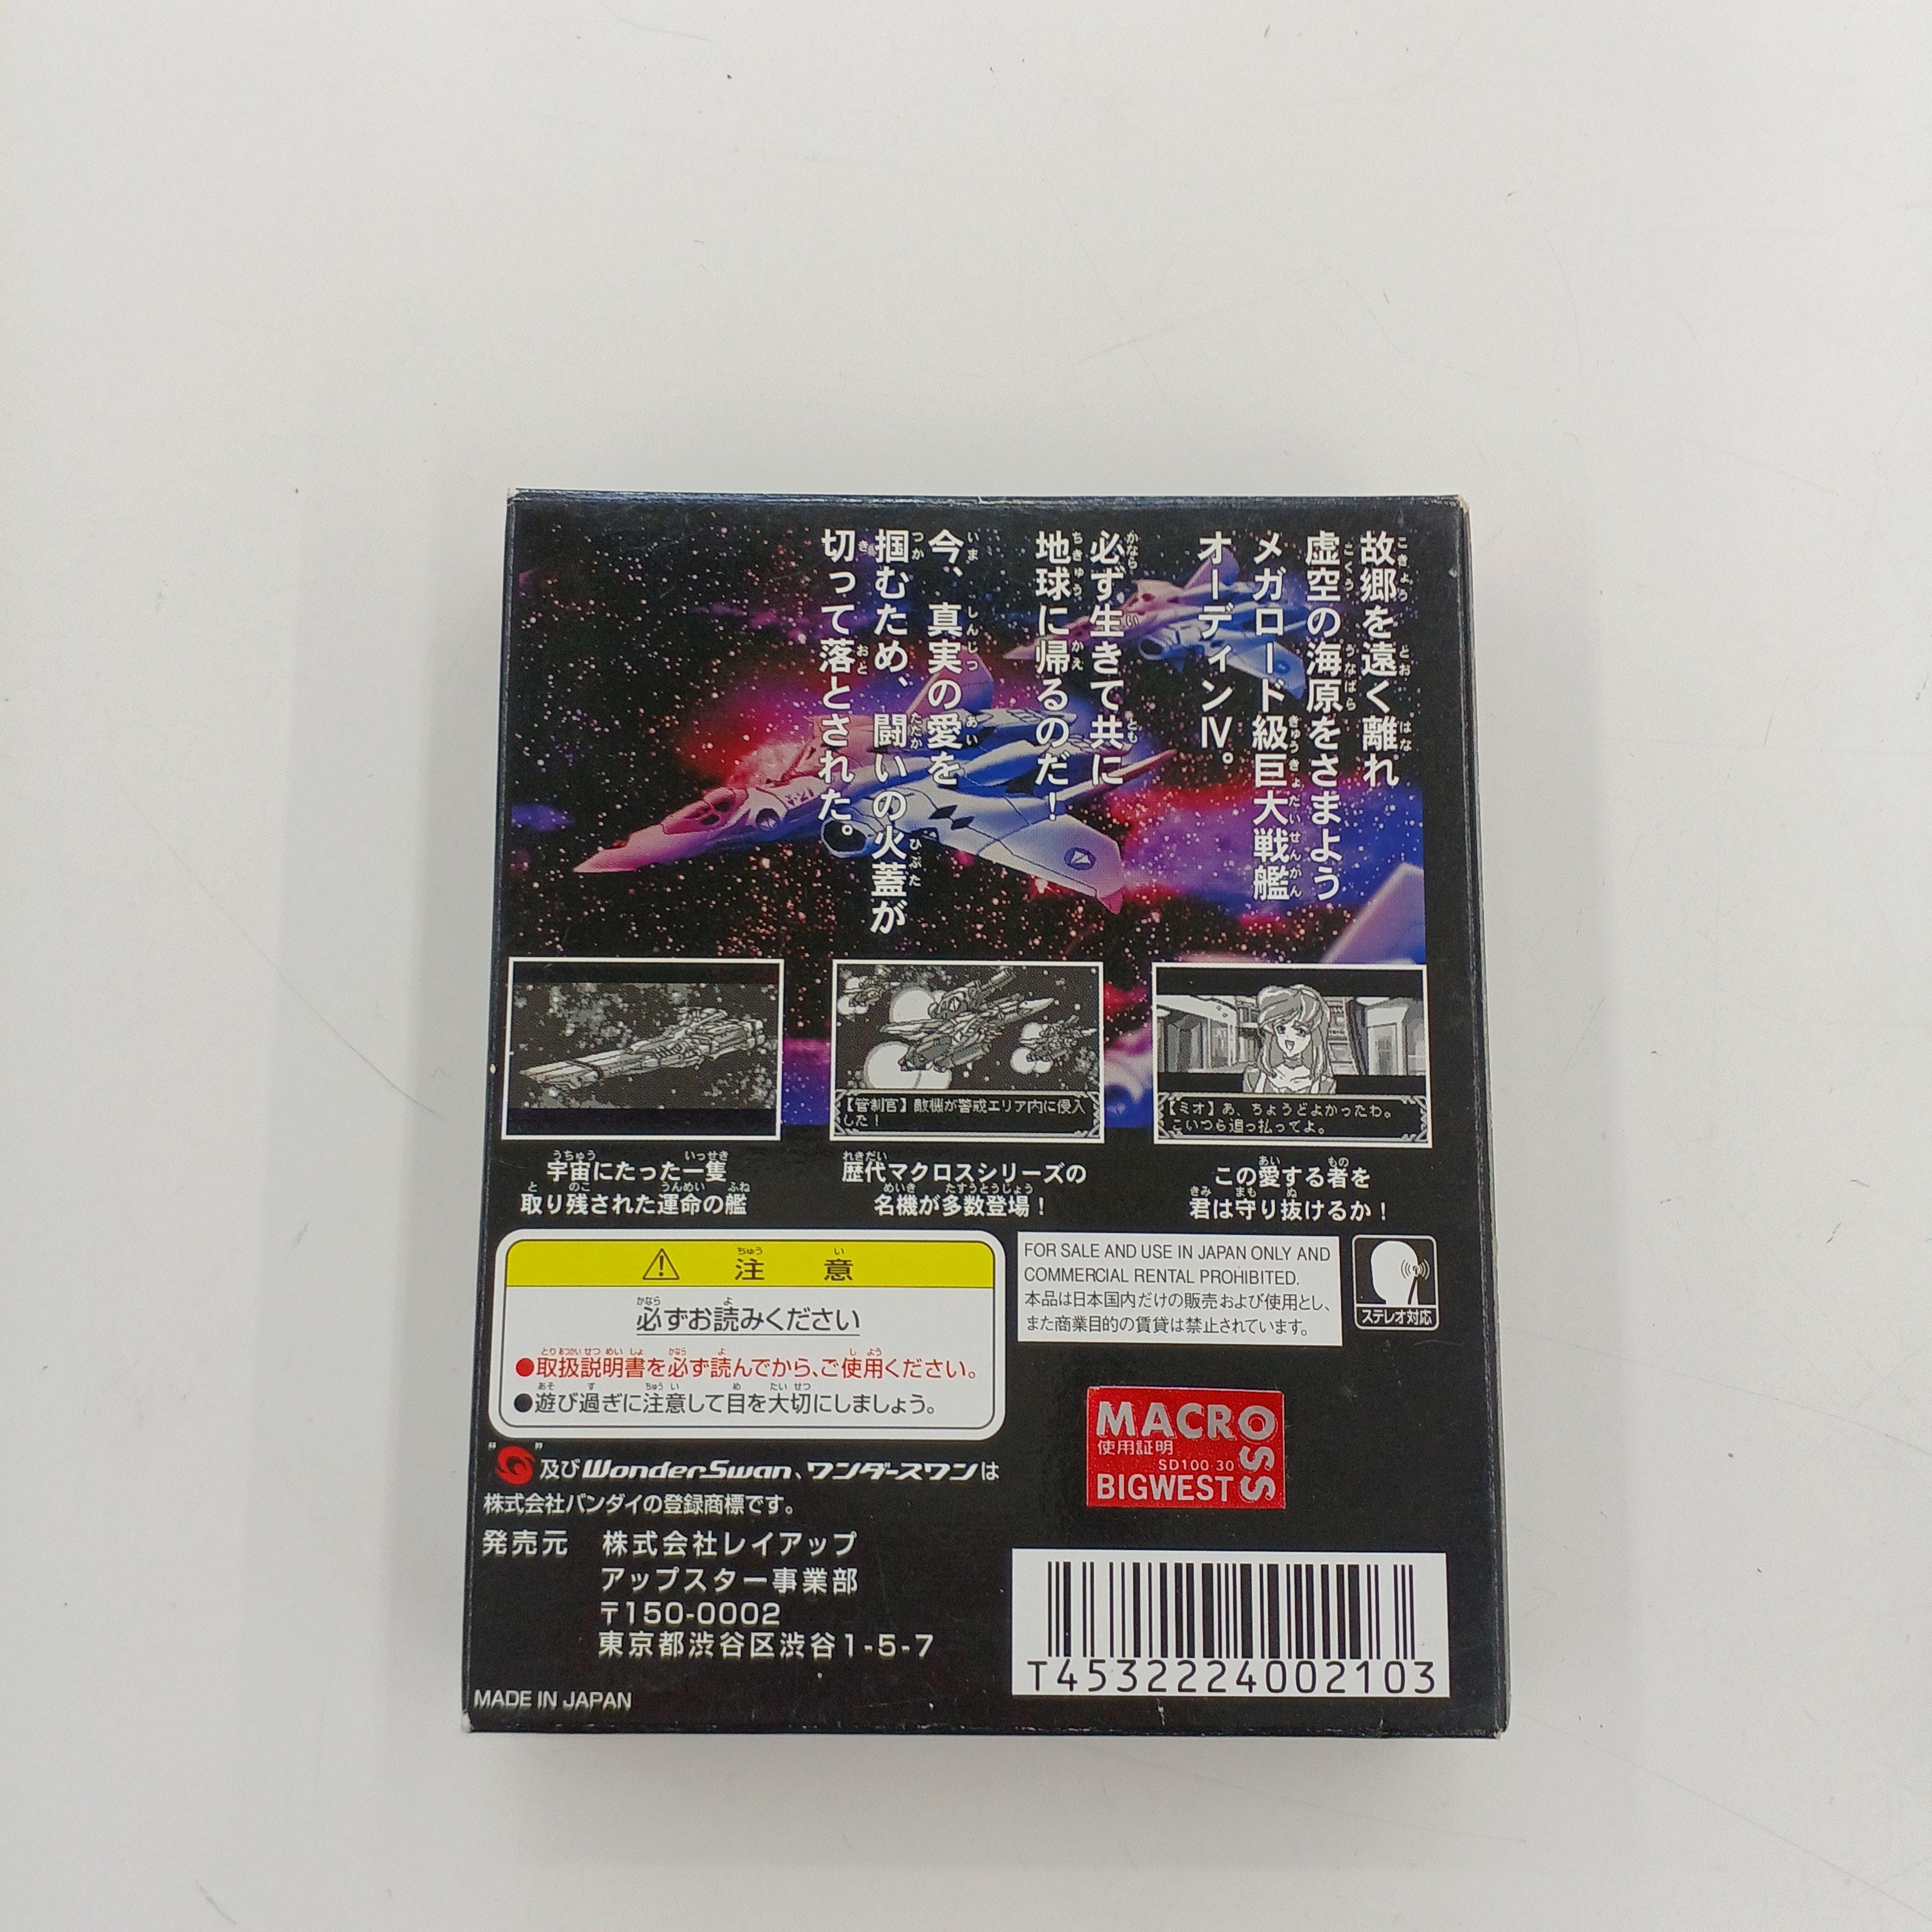 故郷を遠く離れ
虚空の海原をさまよう
メガロード級巨大戦艦
オーディンⅣ。
必ず生きて共に
地球に帰るのだ！
今、真実の愛を
掴むため、闘いの火蓋が
切って落とされた。
【管制官】敵機が警戒エリア内に侵入
した！
【ミオ】あ、ちょうどよかったわ。
こいつら追っ払ってよ。
宇宙にたった一隻
取り残された運命の艦
歴代マクロスシリーズの
名機が多数登場！
この愛する者を
君は守り抜けるか！
注意
必ずお読みください
●取扱説明書を必ず読んでから、ご使用ください。
●遊び過ぎに注意して目を大切にしましょう。
FOR SALE AND USE IN JAPAN ONLY AND
COMMERCIAL RENTAL PROHIBITED.
本品は日本国内だけの販売および使用とし、
また商業目的の賃貸は禁止されています。
ステレオ対応
MACROSS
使用証明
SD100-30
BIGWEST
及びWonderSwan、ワンダースワンは
株式会社バンダイの登録商標です。
発売元 株式会社レイアップ
アップスター事業部
〒150-0002
東京都渋谷区渋谷1-5-7
MADE IN JAPAN
T4532224002103